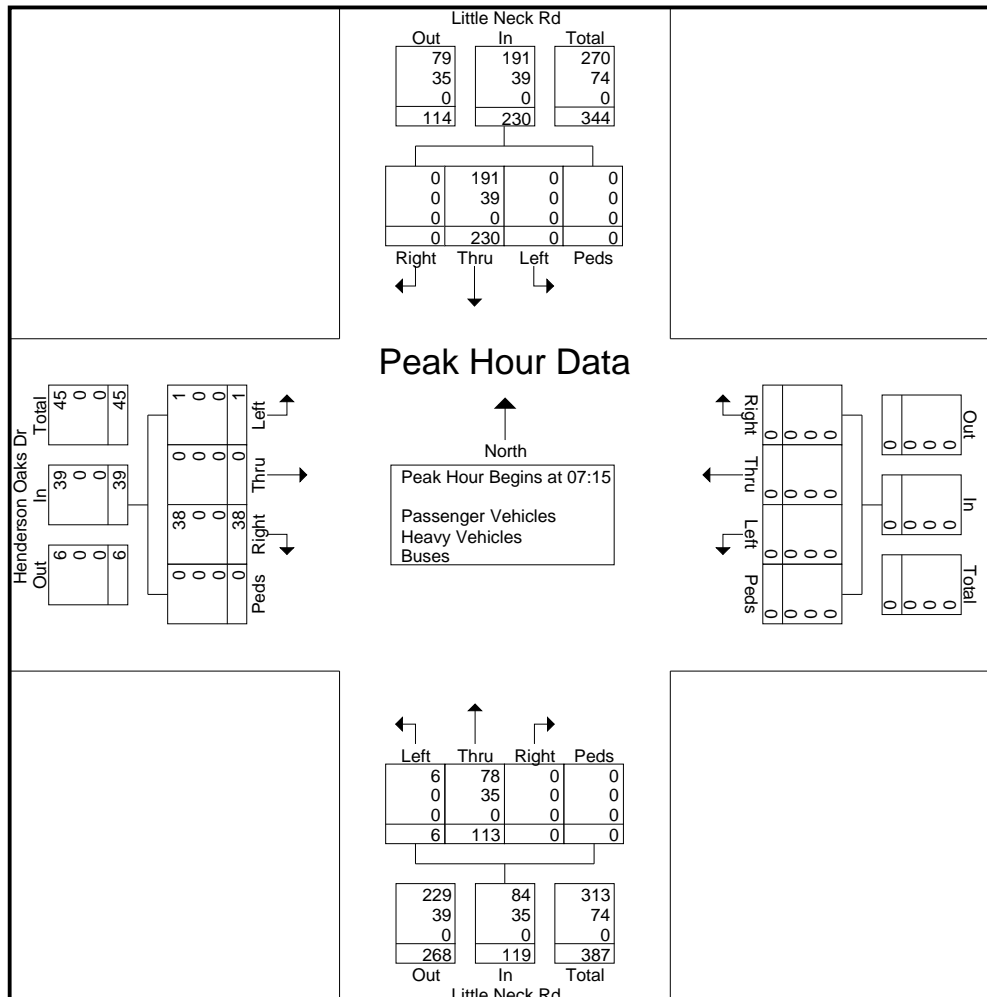 Little Neck Rd
Out In Total
79 191 270
35 39 74
0 0 0
114 230 344
0 191 0 0
0 39 0 0
0 0 0 0
0 230 0 0
Right Thru Left Peds
Peak Hour Data
North
Peak Hour Begins at 07:15
Passenger Vehicles
Heavy Vehicles
Buses
Henderson Oaks Dr
Out In Total
6 39 45
0 0 0
0 0 0
6 39 45
Peds Right Thru Left
0 38 0 1
0 0 0 0
0 0 0 0
0 38 0 1
Right Thru Left Peds
0 0 0 0
0 0 0 0
0 0 0 0
0 0 0 0
Out In Total
0 0 0
0 0 0
0 0 0
0 0 0
Left Thru Right Peds
6 78 0 0
0 35 0 0
0 0 0 0
6 113 0 0
229 84 313
39 35 74
0 0 0
268 119 387
Out In Total
Little Neck Rd